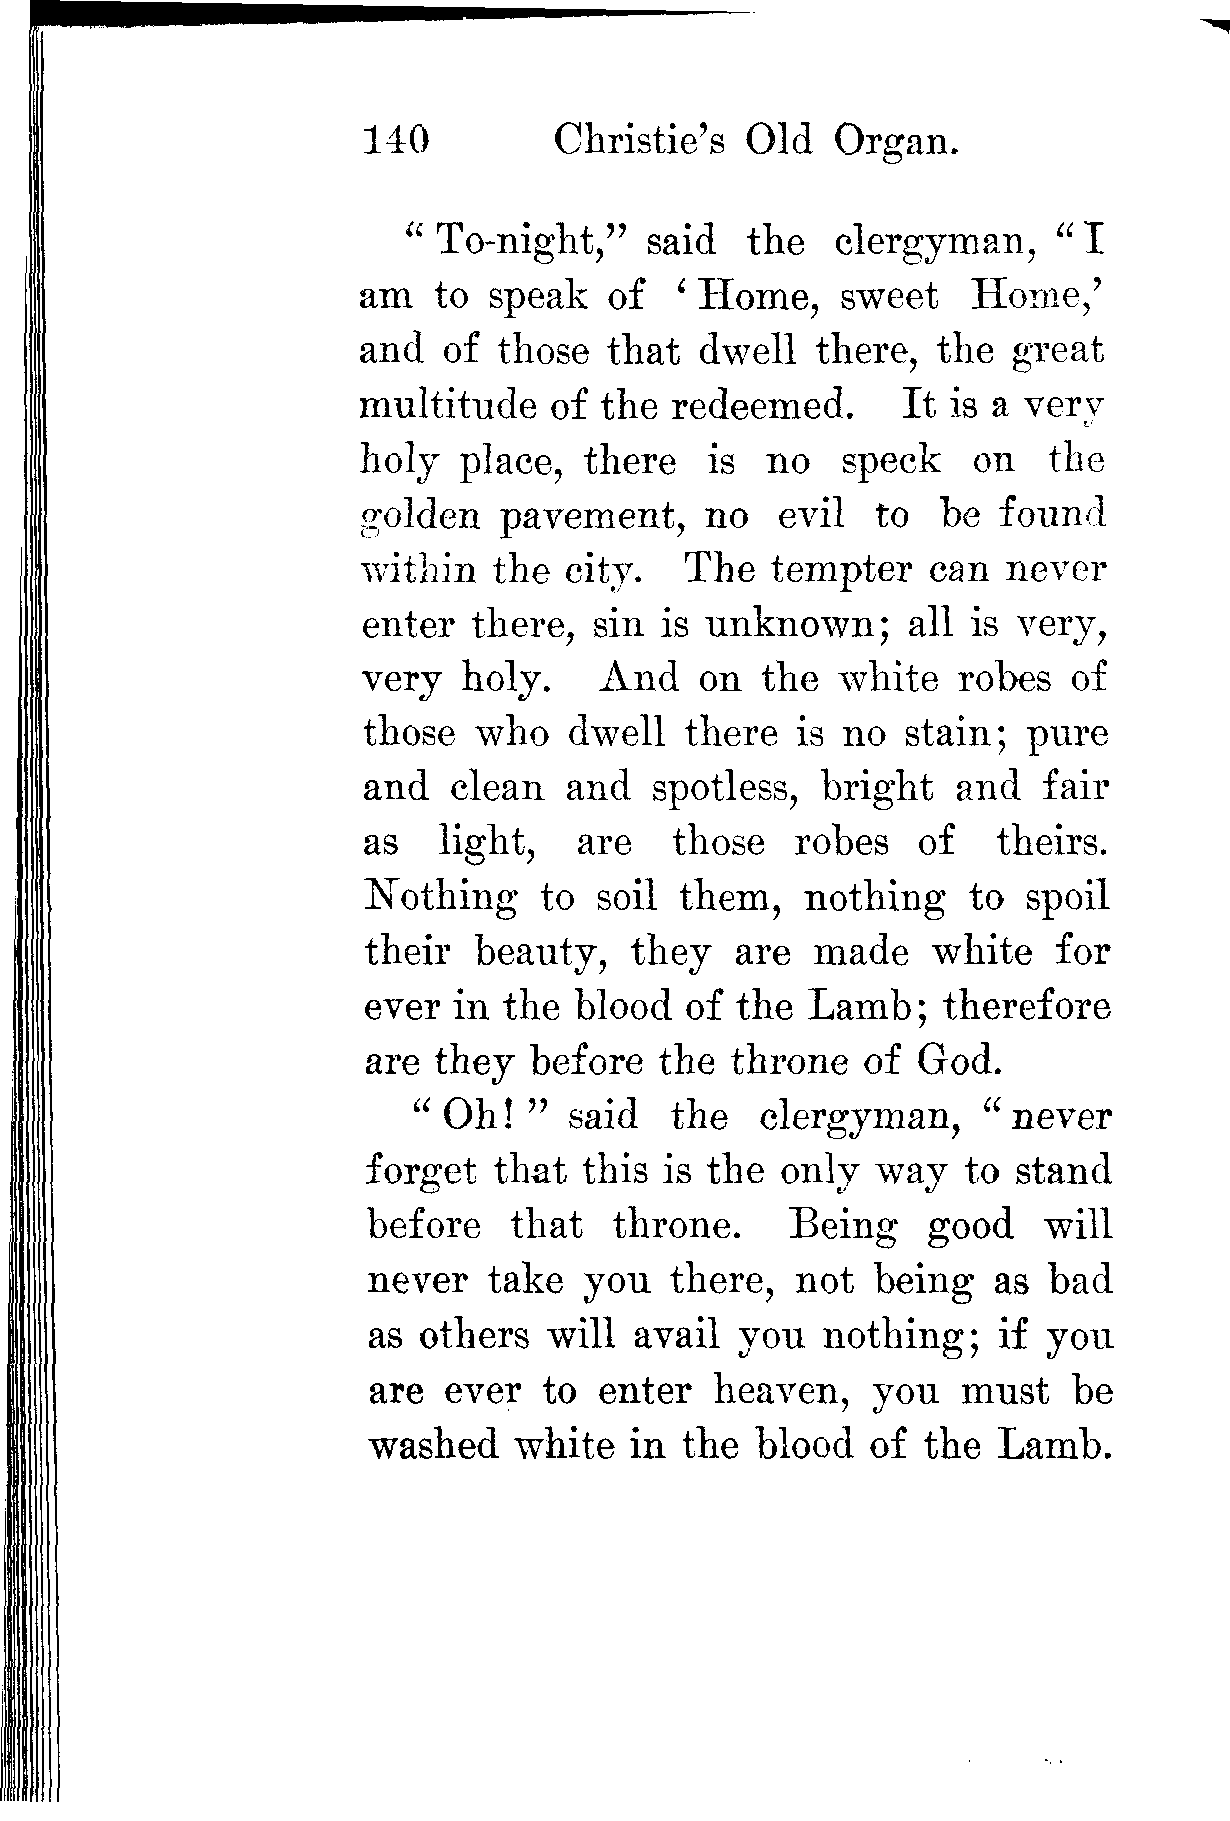 140 Christie's Old Organ.
“ To-night,” said the clergyman, “ I
am to speak of ‘ Home, sweet Home,’
and of those that dwell there, the great
multitude of the redeemed. It is a very
holy place, there is no speck on the
golden pavement, no evil to be found
within the city. The tempter can never
enter there, sin is unknown; all is very,
very holy. And on the white robes of
those who dwell there is no stain; pure
and clean and spotless, bright and fair
as light, are those robes of theirs.
Nothing to soil them, nothing to spoil
their beauty, they are made white for
ever in the blood of the Lamb; therefore
are they before the throne of God.
“ Oh! ” said the clergyman, “ never
forget that this is the only way to stand
before that throne. Being good will
never take you there, not being as bad
as others will avail you nothing; if you
are ever to enter heaven, you must be
washed white in the blood of the Lamb.